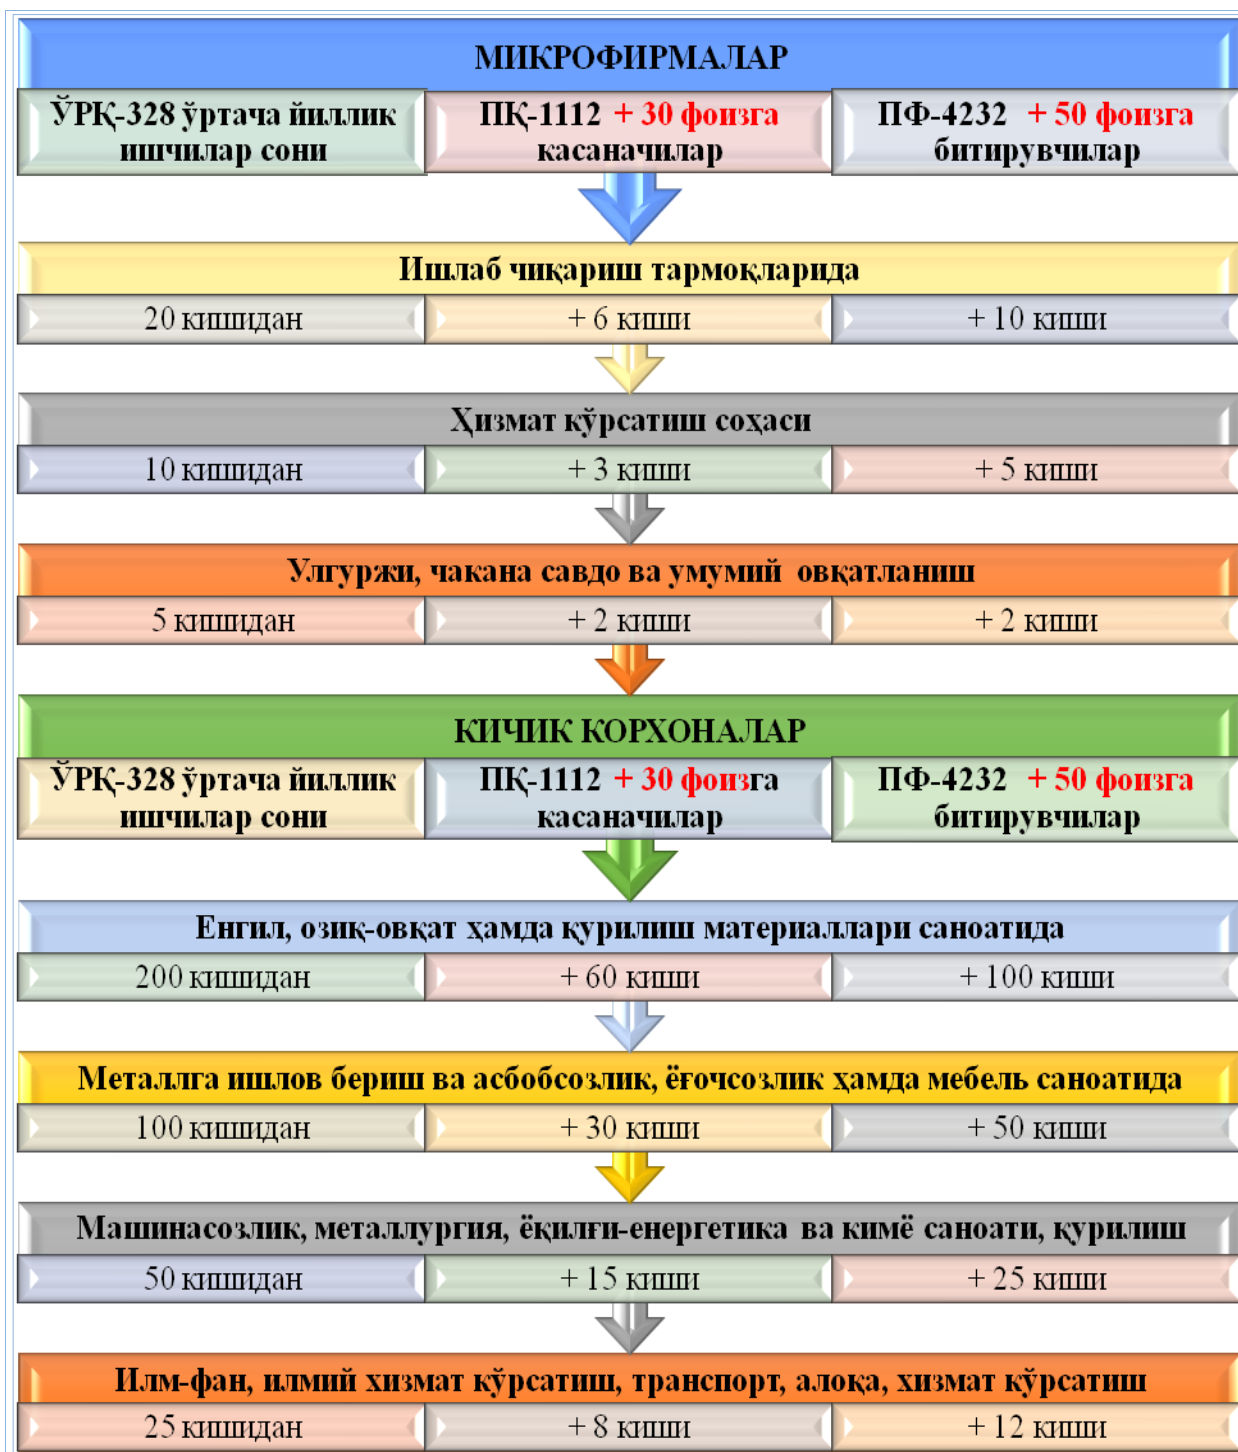 МИКРОФИРМАЛАР
ЎРҚ-328 ўртача йиллик
ишчилар сони
ПҚ-1112 + 30 фоизга
касаначилар
ПФ-4232 + 50 фоизга
битирувчилар
Ишлаб чиқариш тармоқларида
20 кишидан
+ 6 киши
+ 10 киши
Ҳизмат кўрсатиш соҳаси
10 кишидан
+ 3 киши
+ 5 киши
Улгуржи, чакана савдо ва умумий овқатланиш
5 кишидан
+ 2 киши
+ 2 киши
КИЧИК КОРХОНАЛАР
ЎРҚ-328 ўртача йиллик
ишчилар сони
ПҚ-1112 + 30 фоизга
касаначилар
ПФ-4232 + 50 фоизга
битирувчилар
Енгил, озиқ-овқат ҳамда қурилиш материаллари саноатида
200 кишидан
+ 60 киши
+ 100 киши
Металлга ишлов бериш ва асбобсозлик, ёғочсозлик ҳамда мебель саноатида
100 кишидан
+ 30 киши
+ 50 киши
Машинасозлик, металлургия, ёқилғи-енергетика ва кимё саноати, қурилиш
50 кишидан
+ 15 киши
+ 25 киши
Илм-фан, илмий хизмат кўрсатиш, транспорт, алоқа, хизмат кўрсатиш
25 кишидан
+ 8 киши
+ 12 киши